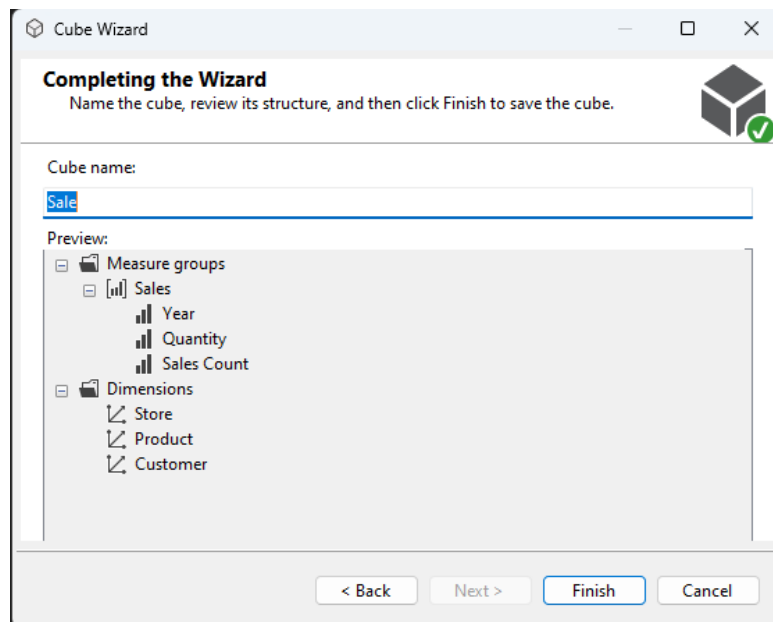 Cube Wizard
Completing the Wizard
Name the cube, review its structure, and then click Finish to save the cube.
Cube name:
Sale
Preview:
Measure groups
Sales
Year
Quantity
Sales Count
Dimensions
Store
Product
Customer
< Back Next > Finish Cancel